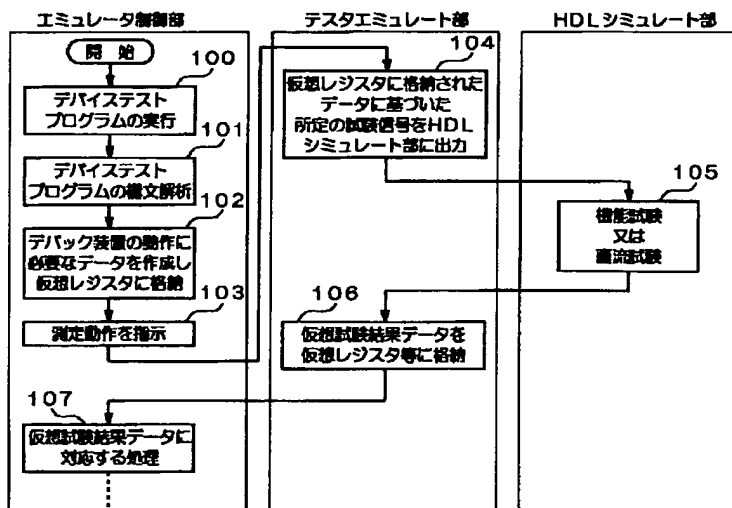 エミュレータ制御部
テスタエミュレート部
HDLシミュレート部
開始
100
デバイステスト
プログラムの実行
101
デバイステスト
プログラムの構文解析
102
デバック装置の動作に
必要なデータを作成し
仮想レジスタに格納
103
測定動作を指示
104
仮想レジスタに格納された
データに基づいた
所定の試験信号をHDL
シミュレート部に出力
105
機能試験
又は
直流試験
106
仮想試験結果データを
仮想レジスタ等に格納
107
仮想試験結果データに
対応する処理